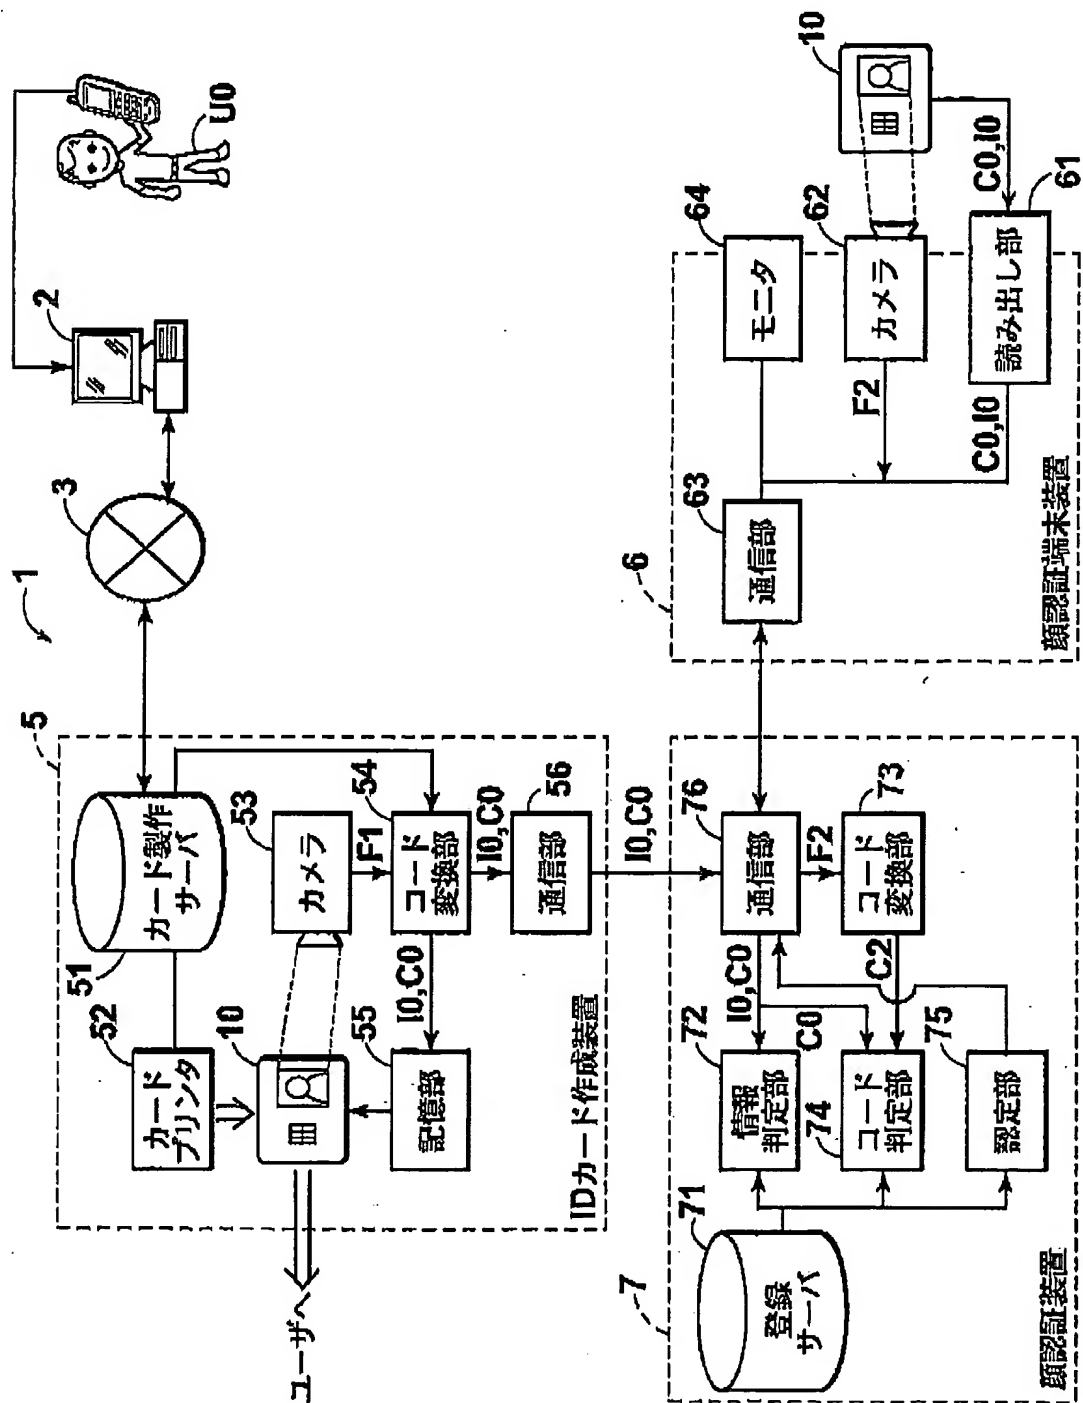 1
3
2
U0
5
51
カード製作
サーバ
52
カード
プリンタ
10
53
カメラ
F1
54
コード
変換部
I0,C0
55
記憶部
I0,C0
56
通信部
IDカード作成装置
ユーザへ
I0,C0
7
71
登録
サーバ
72
情報
判定部
I0,C0
76
通信部
F2
73
コード
変換部
C2
C0
74
コード
判定部
75
認定部
顔認証装置
6
63
通信部
64
モニタ
62
カメラ
F2
10
C0,I0
61
読み出し部
C0,I0
顔認証端末装置